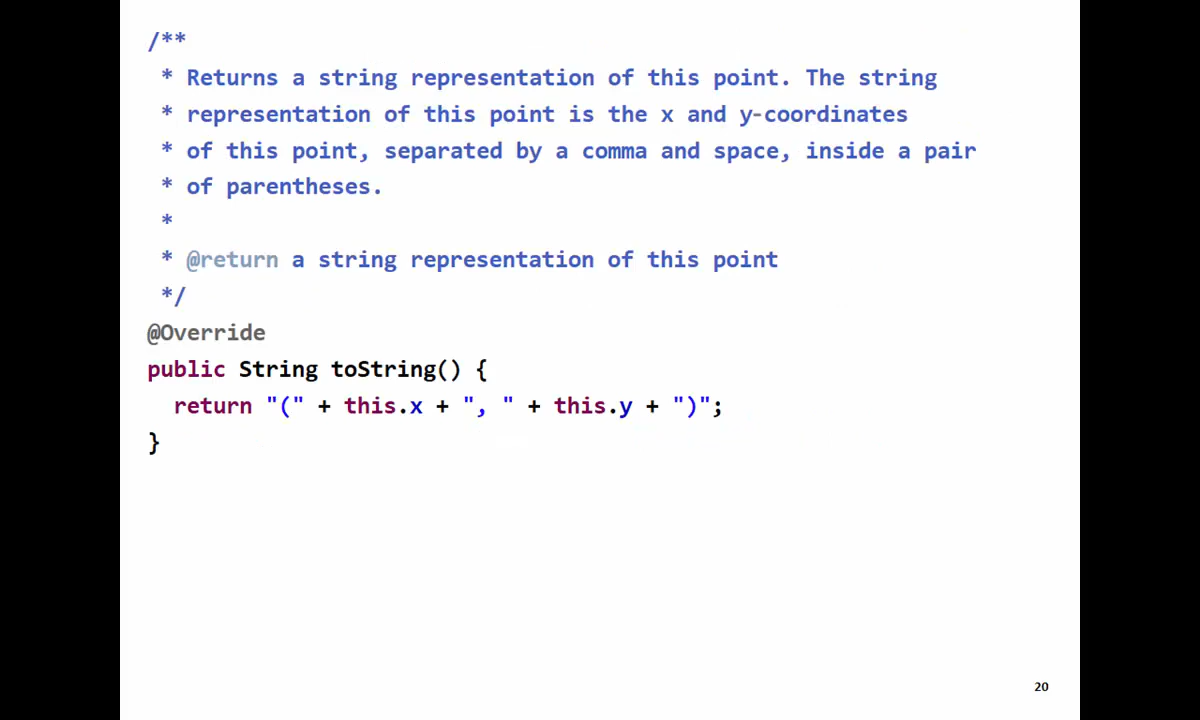 /**
 * Returns a string representation of this point. The string
 * representation of this point is the x and y-coordinates
 * of this point, separated by a comma and space, inside a pair
 * of parentheses.
 *
 * @return a string representation of this point
 */
@Override
public String toString() {
  return "(" + this.x + ", " + this.y + ")";
}
20